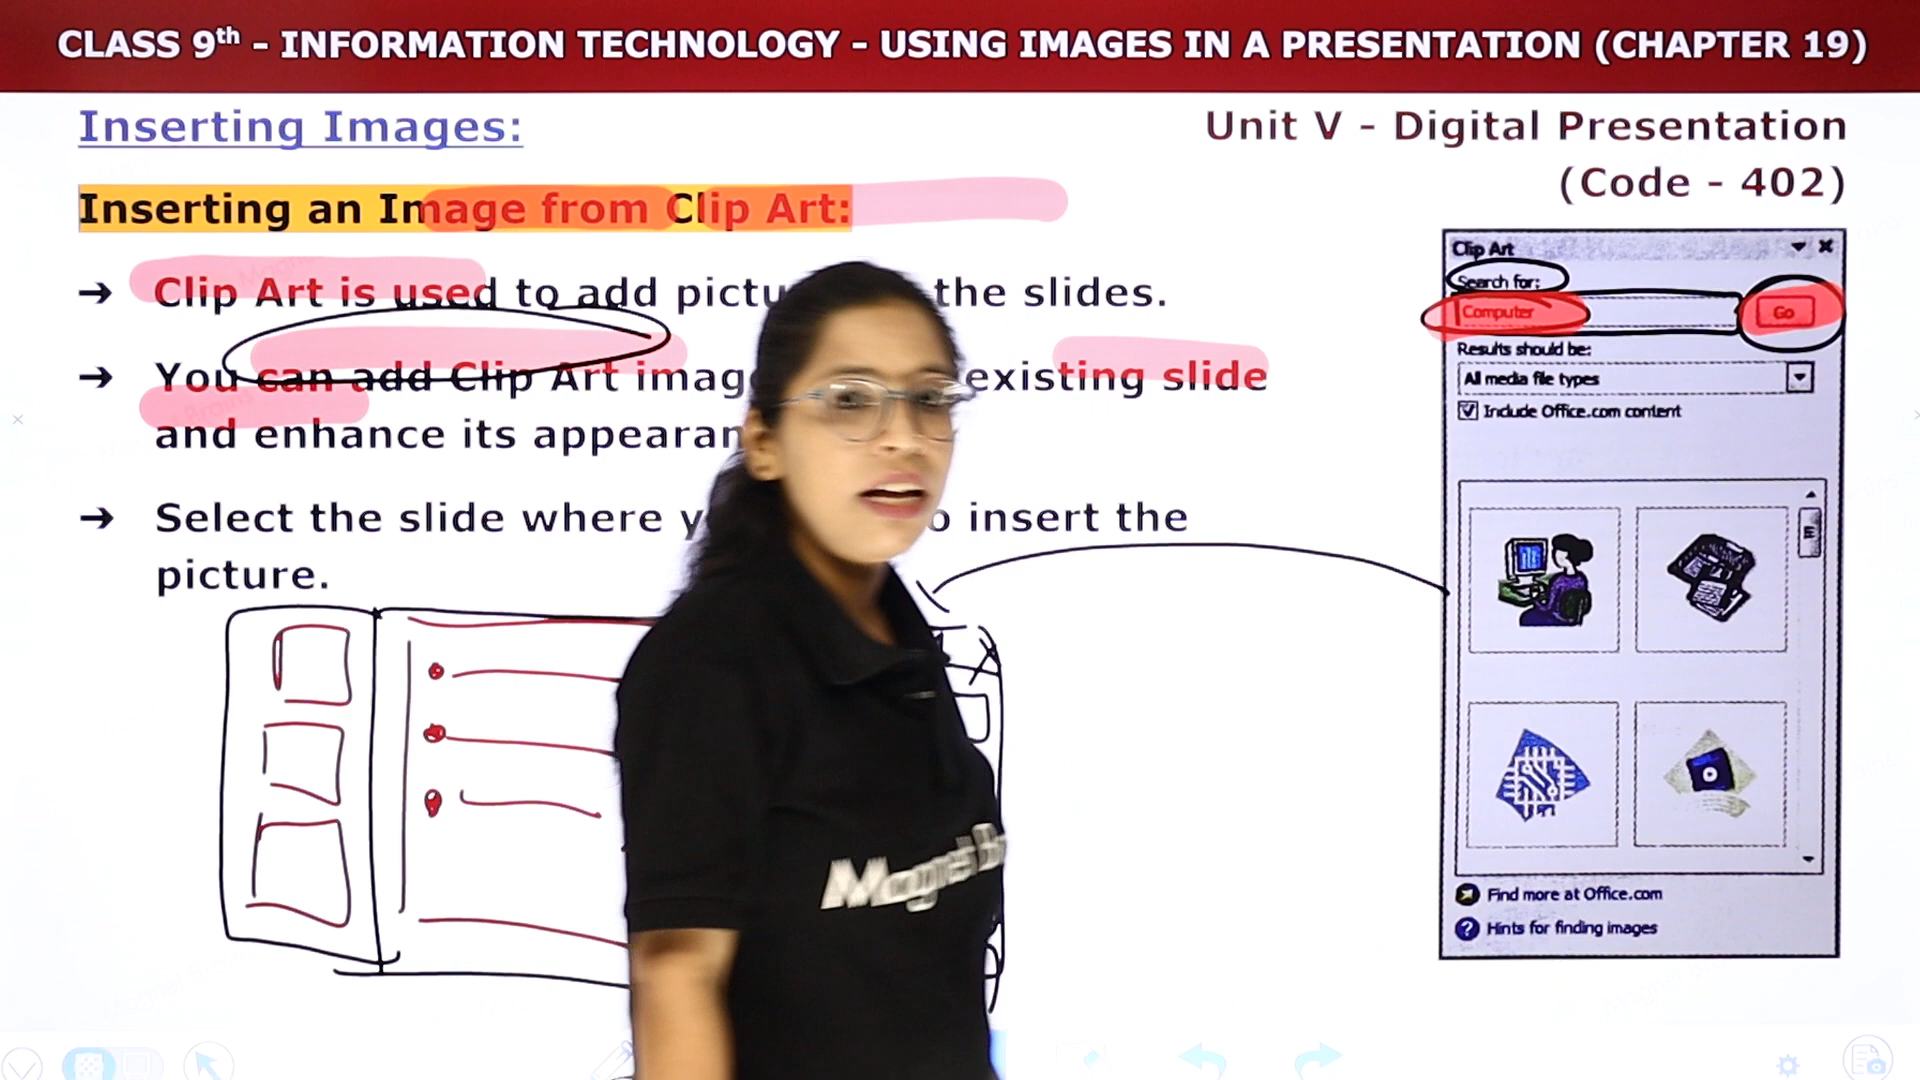 CLASS 9th - INFORMATION TECHNOLOGY - USING IMAGES IN A PRESENTATION (CHAPTER 19)
Inserting Images:
Unit V - Digital Presentation
(Code - 402)
Inserting an Image from Clip Art:
→ Clip Art is used to add the slides.
→ You can add Clip Art existing slide
and enhance its
→ Select the slide where insert the
picture.
Clip Art
Search for:
Computer
Go
Results should be:
All media file types
Include Office.com content
Find more at Office.com
? Hints for finding images
Magnet